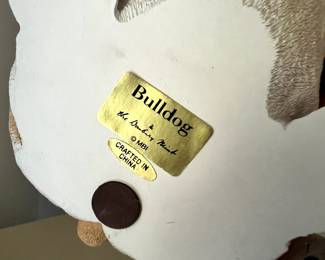 Bulldog
&
the Danbury Mint
© MBI
CRAFTED IN
CHINA